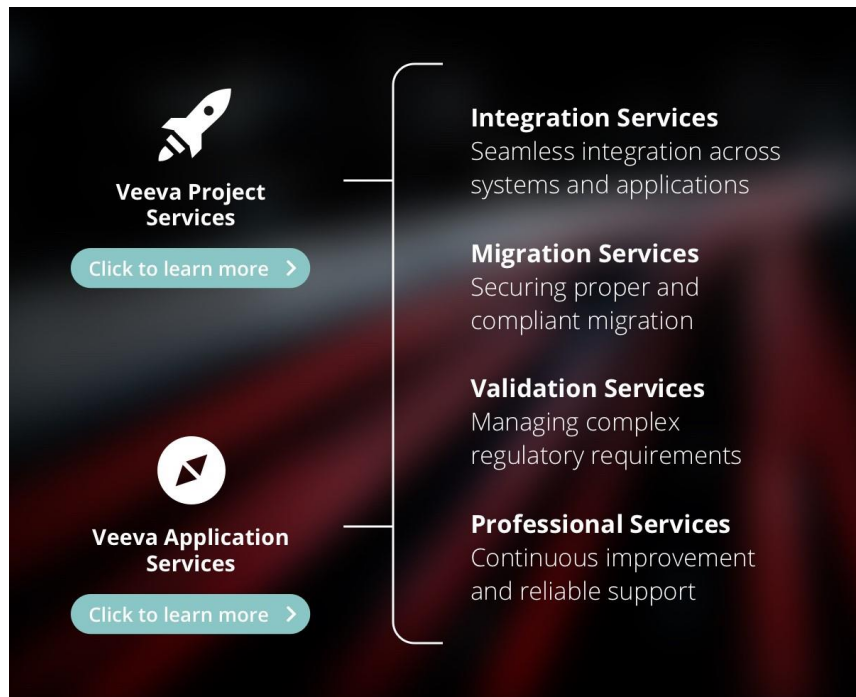 Veeva Project
Services
Click to learn more
Veeva Application
Services
Click to learn more
Integration Services
Seamless integration across
systems and applications
Migration Services
Securing proper and
compliant migration
Validation Services
Managing complex
regulatory requirements
Professional Services
Continuous improvement
and reliable support